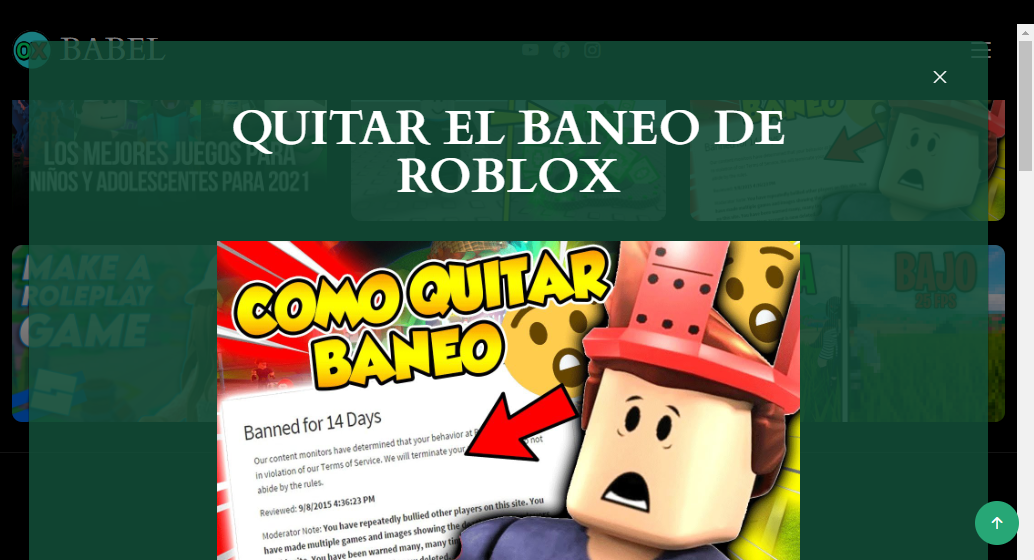 OX BABEL
QUITAR EL BANEO DE
ROBLOX
BANEO
LOS MEJORES JUEGOS PARA
NIÑOS Y ADOLESCENTES PARA 2021
MAKE A
ROLEPLAY
GAME
BAJO
COMO QUITAR
BANEO
Banned for 14 Days
Our content monitors have determined that your behavior at
in violation of our Terms of Service. We will terminate your
not
abide by the rules.
Reviewed: 9/8/2015 4:36:23 PM
Moderator Note: You have repeatedly bullied other players on this site. You
have made multiple games and images showing the
You have been warned many, many
deleted.